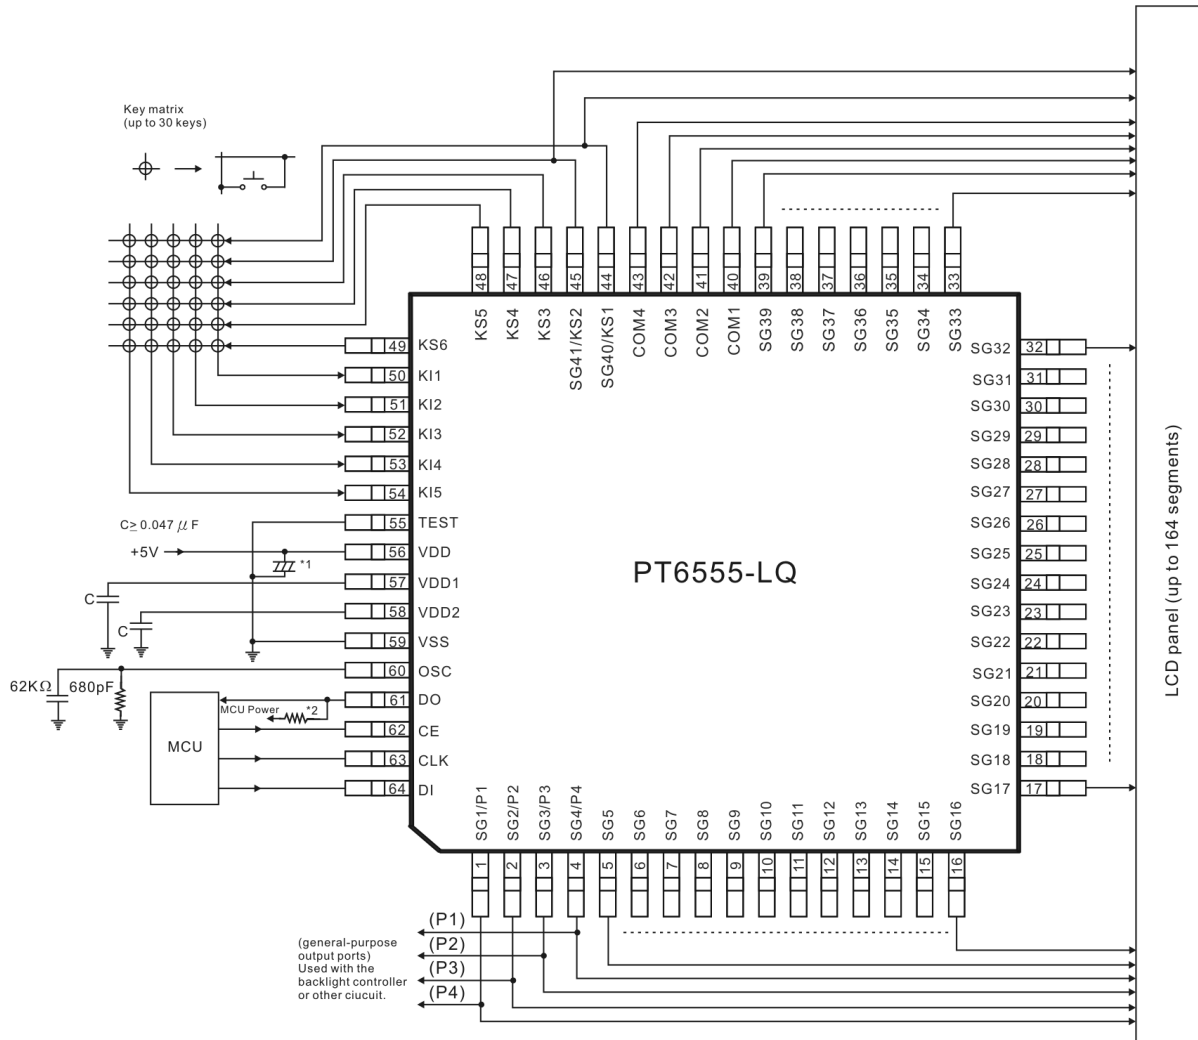 Key matrix
(up to 30 keys)
48 47 46 45 44 43 42 41 40 39 38 37 36 35 34 33
KS5 KS4 KS3 SG41/KS2 SG40/KS1 COM4 COM3 COM2 COM1 SG39 SG38 SG37 SG36 SG35 SG34 SG33
49 KS6
50 KI1
51 KI2
52 KI3
53 KI4
54 KI5
55 TEST
56 VDD
57 VDD1
58 VDD2
59 VSS
60 OSC
61 DO
62 CE
63 CLK
64 DI
C≥ 0.047 μF
+5V
*1
C
C
62KΩ
680pF
MCU Power
*2
MCU
PT6555-LQ
SG32 32
SG31 31
SG30 30
SG29 29
SG28 28
SG27 27
SG26 26
SG25 25
SG24 24
SG23 23
SG22 22
SG21 21
SG20 20
SG19 19
SG18 18
SG17 17
LCD panel (up to 164 segments)
SG1/P1 SG2/P2 SG3/P3 SG4/P4 SG5 SG6 SG7 SG8 SG9 SG10 SG11 SG12 SG13 SG14 SG15 SG16
1 2 3 4 5 6 7 8 9 10 11 12 13 14 15 16
(P1)
(P2)
(P3)
(P4)
(general-purpose
output ports)
Used with the
backlight controller
or other ciucuit.